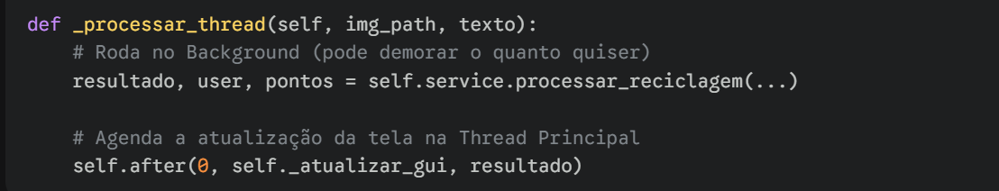 def _processar_thread(self, img_path, texto):
    # Roda no Background (pode demorar o quanto quiser)
    resultado, user, pontos = self.service.processar_reciclagem(...)

    # Agenda a atualização da tela na Thread Principal
    self.after(0, self._atualizar_gui, resultado)